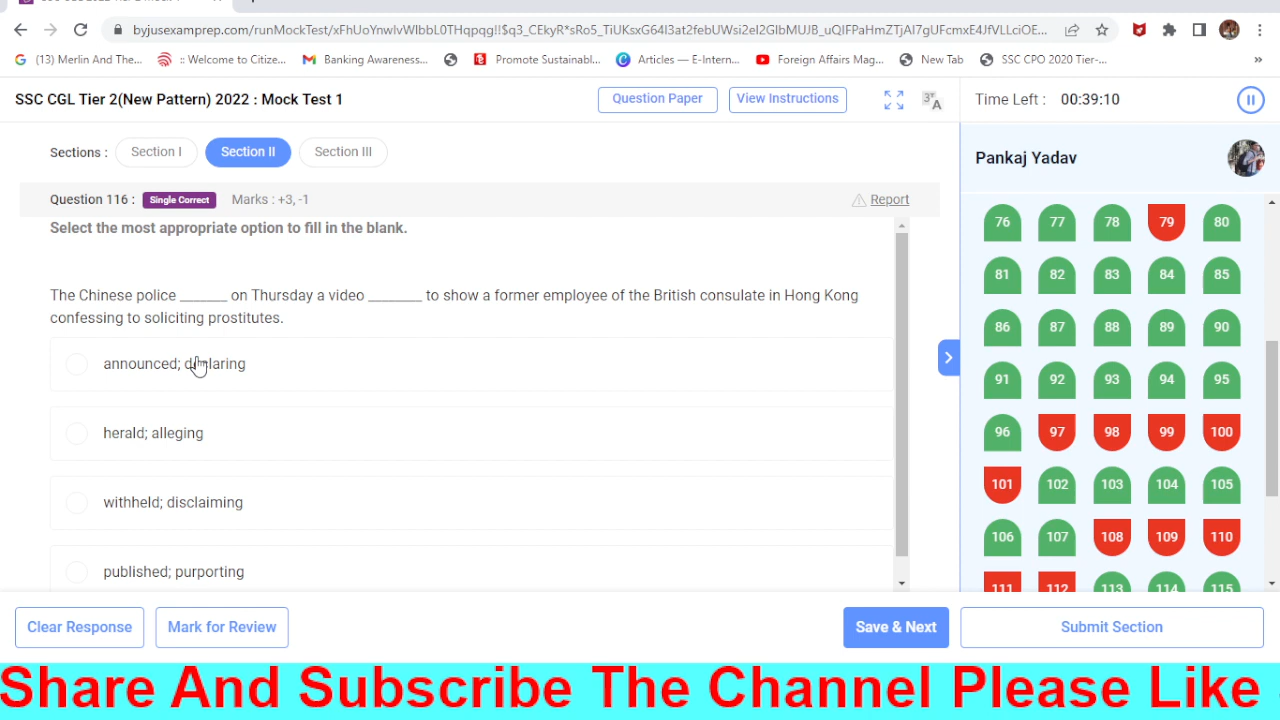 byjusexamprep.com/runMockTest/xFhUoYnwlvWlbbL0THqpqg!!$q3_CEkyR*sRo5_TiUKsxG64I3at2febUWsi2eI2GlbMUJ8_uQIFPaHmZTjAI7gUFcmxE4JfVLLciOE...
(13) Merlin And The...
:: Welcome to Citize...
Banking Awareness...
Promote Sustainabl...
Articles — E-Intern...
Foreign Affairs Mag...
New Tab
SSC CPO 2020 Tier-...
»
SSC CGL Tier 2(New Pattern) 2022 : Mock Test 1
Question Paper
View Instructions
Time Left : 00:39:10
Sections :
Section I
Section II
Section III
Pankaj Yadav
Question 116 : Single Correct Marks : +3, -1
Report
Select the most appropriate option to fill in the blank.
The Chinese police _______ on Thursday a video ________ to show a former employee of the British consulate in Hong Kong
confessing to soliciting prostitutes.
announced; declaring
herald; alleging
withheld; disclaiming
published; purporting
76 77 78 79 80
81 82 83 84 85
86 87 88 89 90
91 92 93 94 95
96 97 98 99 100
101 102 103 104 105
106 107 108 109 110
111 112 113 114 115
Clear Response
Mark for Review
Save & Next
Submit Section
Share And Subscribe The Channel Please Like